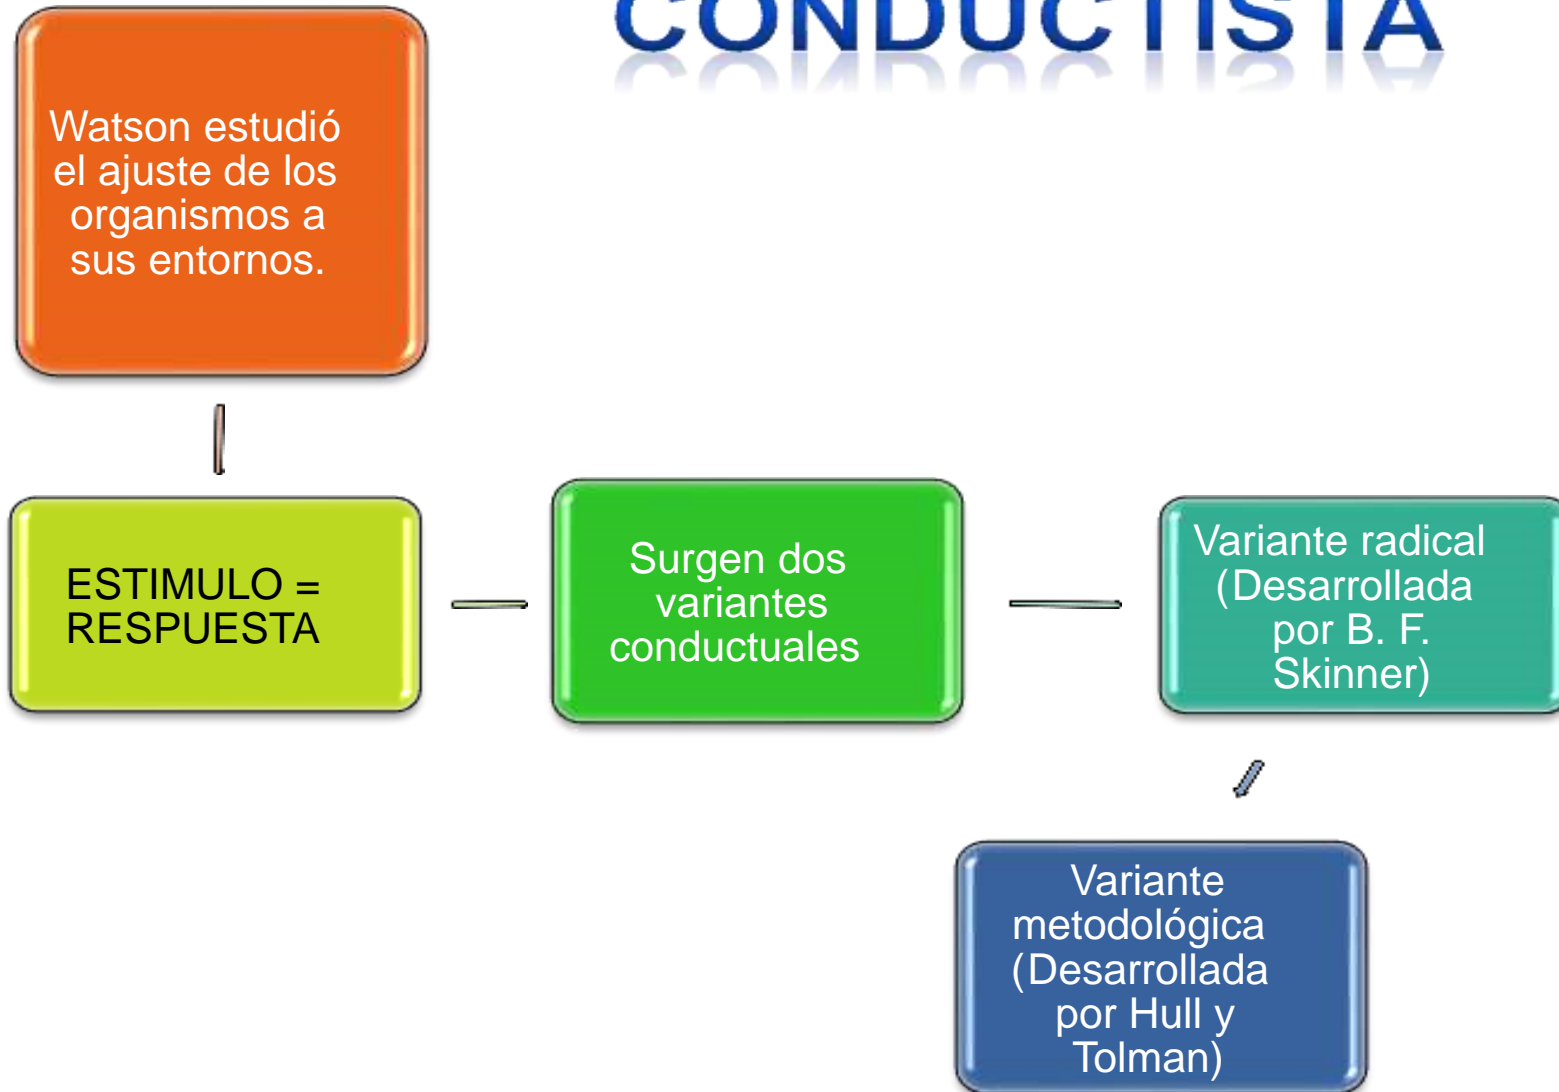 CONDUCTISTA
Watson estudió
el ajuste de los
organismos a
sus entornos.
ESTIMULO =
RESPUESTA
Surgen dos
variantes
conductuales
Variante radical
(Desarrollada
por B. F.
Skinner)
Variante
metodológica
(Desarrollada
por Hull y
Tolman)